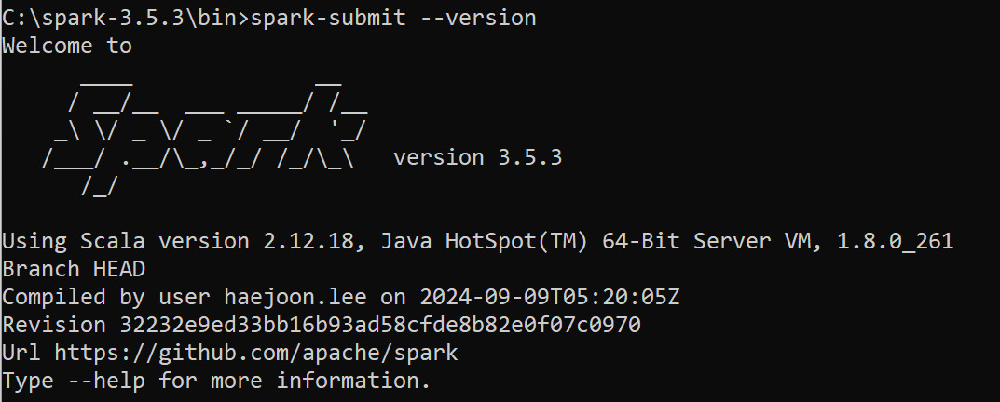 C:\spark-3.5.3\bin>spark-submit --version
Welcome to
      ____              __
     / __/__  ___ _____/ /__
    _\ \/ _ \/ _ `/ __/  '_/
   /___/ .__/\_,_/_/ /_/\_\   version 3.5.3
      /_/
Using Scala version 2.12.18, Java HotSpot(TM) 64-Bit Server VM, 1.8.0_261
Branch HEAD
Compiled by user haejoon.lee on 2024-09-09T05:20:05Z
Revision 32232e9ed33bb16b93ad58cfde8b82e0f07c0970
Url https://github.com/apache/spark
Type --help for more information.